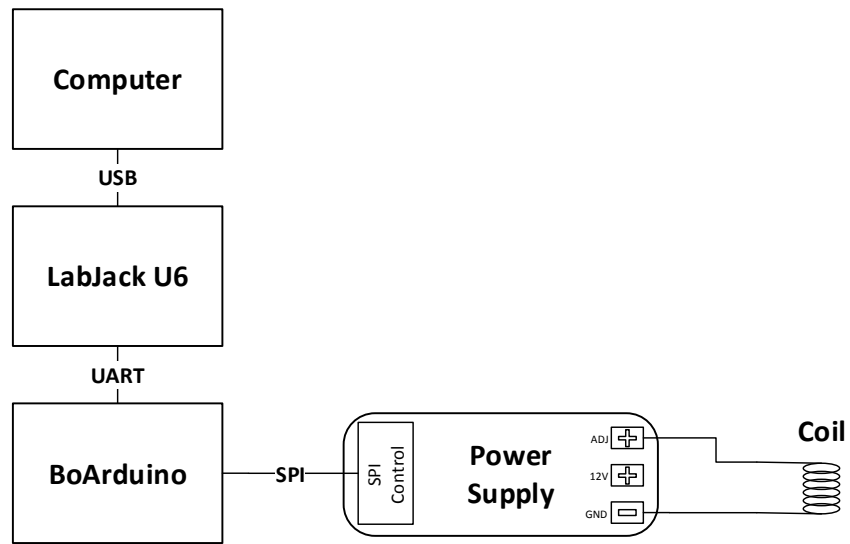 Computer
USB
LabJack U6
UART
BoArduino
SPI
SPI
Control
Power
Supply
ADJ
12V
GND
Coil